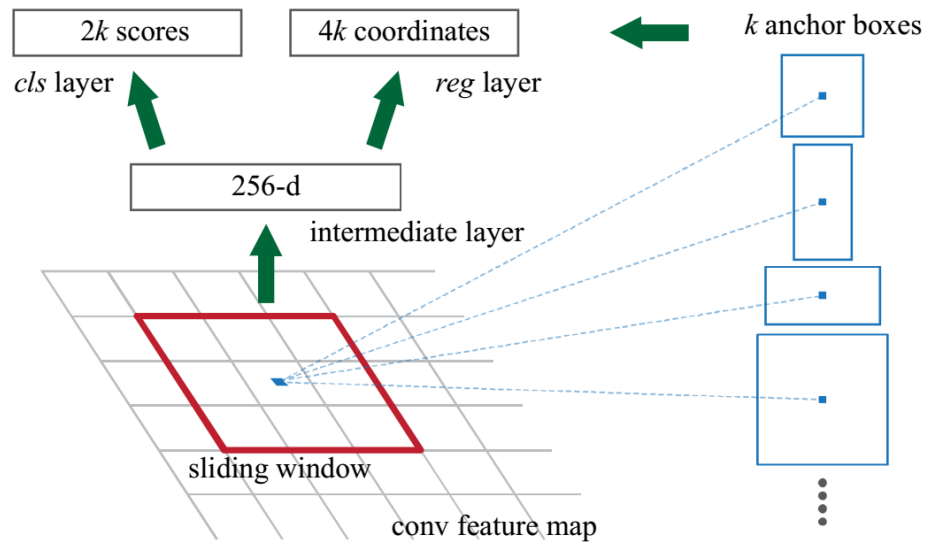 2k scores
4k coordinates
k anchor boxes
cls layer
reg layer
256-d
intermediate layer
sliding window
conv feature map